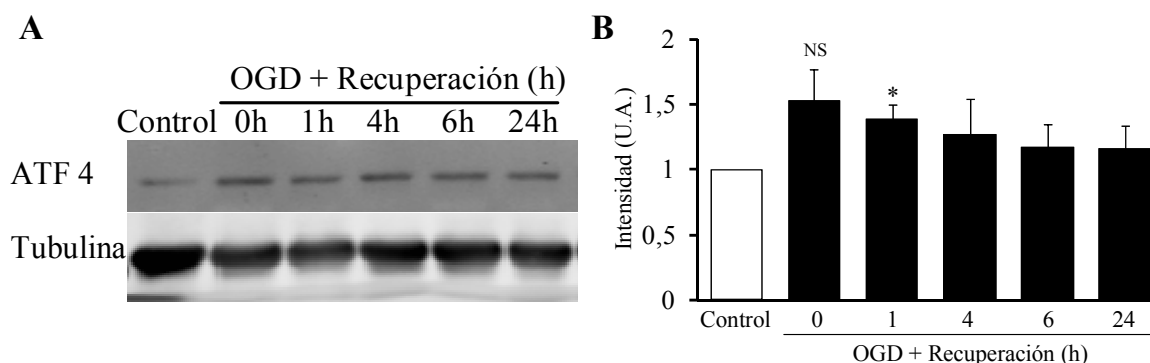 A
OGD + Recuperación (h)
Control 0h 1h 4h 6h 24h
ATF 4
Tubulina
B
Intensidad (U.A.)
2
1,5
1
0,5
0
NS
*
Control 0 1 4 6 24
OGD + Recuperación (h)